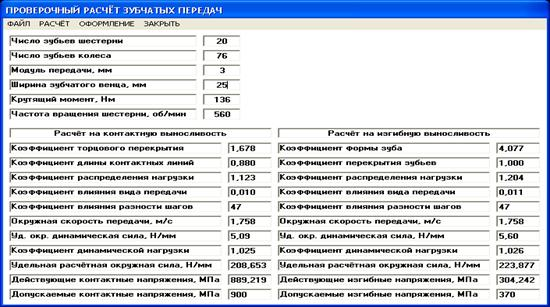 ПРОВЕРОЧНЫЙ РАСЧЁТ ЗУБЧАТЫХ ПЕРЕДАЧ
ФАЙЛ РАСЧЁТ ОФОРМЛЕНИЕ ЗАКРЫТЬ
Число зубьев шестерни 20
Число зубьев колеса 76
Модуль передачи, мм 3
Ширина зубчатого венца, мм 25
Крутящий момент, Нм 136
Частота вращения шестерни, об/мин 560
Расчёт на контактную выносливость Расчёт на изгибную выносливость
Коэффициент торцового перекрытия 1,678 Коэффициент формы зуба 4,077
Коэффициент длины контактных линий 0,880 Коэффициент перекрытия зубьев 1,000
Коэффициент распределения нагрузки 1,123 Коэффициент распределения нагрузки 1,204
Коэффициент влияния вида передачи 0,010 Коэффициент влияния вида передачи 0,011
Коэффициент влияния разности шагов 47 Коэффициент влияния разности шагов 47
Окружная скорость передачи, м/с 1,758 Окружная скорость передачи, м/с 1,758
Уд. окр. динамическая сила, Н/мм 5,09 Уд. окр. динамическая сила, Н/мм 5,60
Коэффициент динамической нагрузки 1,025 Коэффициент динамической нагрузки 1,026
Удельная расчётная окружная сила, Н/мм 208,653 Удельная расчётная окружная сила, Н/мм 223,877
Действующие контактные напряжения, МПа 889,219 Действующие изгибные напряжения, МПа 304,242
Допускаемые контактные напряжения, МПа 900 Допускаемые изгибные напряжения, МПа 370